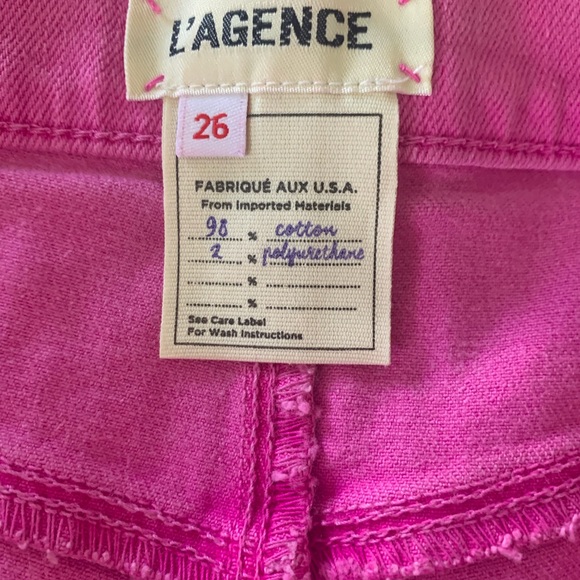 L'AGENCE
26
FABRIQUÉ AUX U.S.A.
From Imported Materials
98 % cotton
2 % polyurethane
%
%
See Care Label
For Wash Instructions